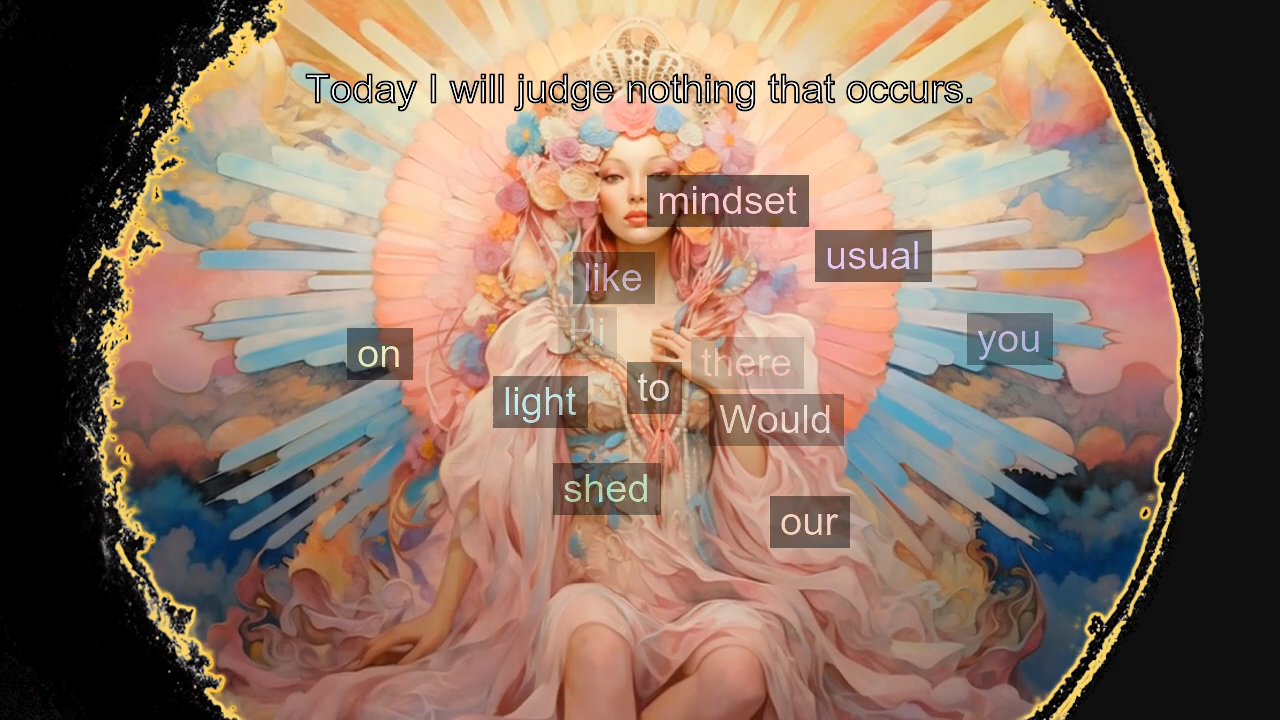 Today I will judge nothing that occurs.
mindset
usual
like
Hi
you
on
there
to
light
Would
shed
our